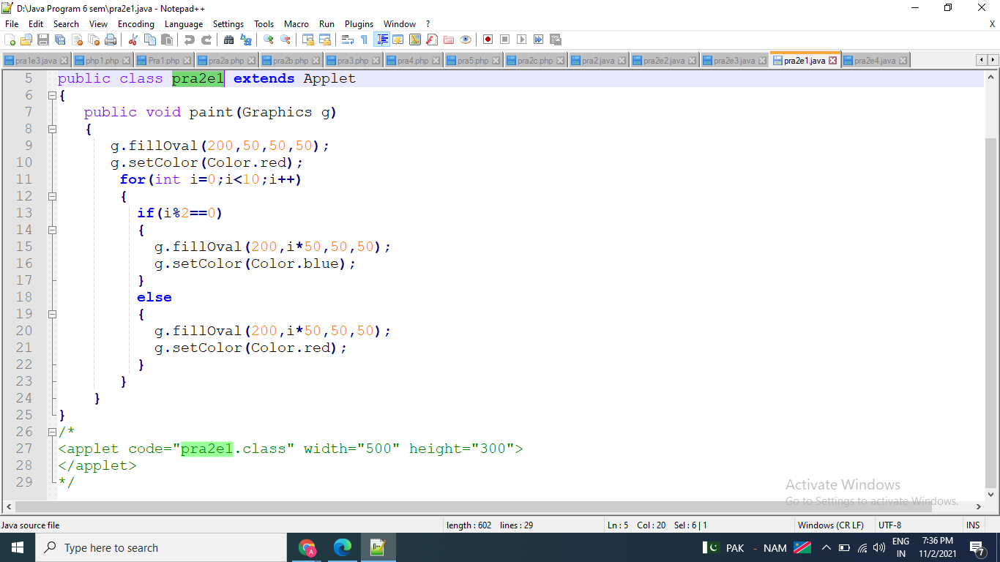 D:\Java Program 6 sem\pra2e1.java - Notepad++
File Edit Search View Encoding Language Settings Tools Macro Run Plugins Window ? X
pra1e3.java php1.php Pra1.php pra2a.php pra2b.php pra3.php pra4.php pra5.php pra2c.php pra2.java pra2e2.java pra2e3.java pra2e1.java pra2e4.java
5 public class pra2e1 extends Applet
6 {
7 public void paint(Graphics g)
8 {
9 g.fillOval(200,50,50,50);
10 g.setColor(Color.red);
11 for(int i=0;i<10;i++)
12 {
13 if(i%2==0)
14 {
15 g.fillOval(200,i*50,50,50);
16 g.setColor(Color.blue);
17 }
18 else
19 {
20 g.fillOval(200,i*50,50,50);
21 g.setColor(Color.red);
22 }
23 }
24 }
25 }
26 /*
27 <applet code="pra2e1.class" width="500" height="300">
28 </applet>
29 */
Activate Windows
Go to Settings to activate Windows.
Java source file length : 602 lines : 29 Ln : 5 Col : 20 Sel : 6 | 1 Windows (CR LF) UTF-8 INS
Type here to search PAK - NAM ENG IN 7:36 PM 11/2/2021 7